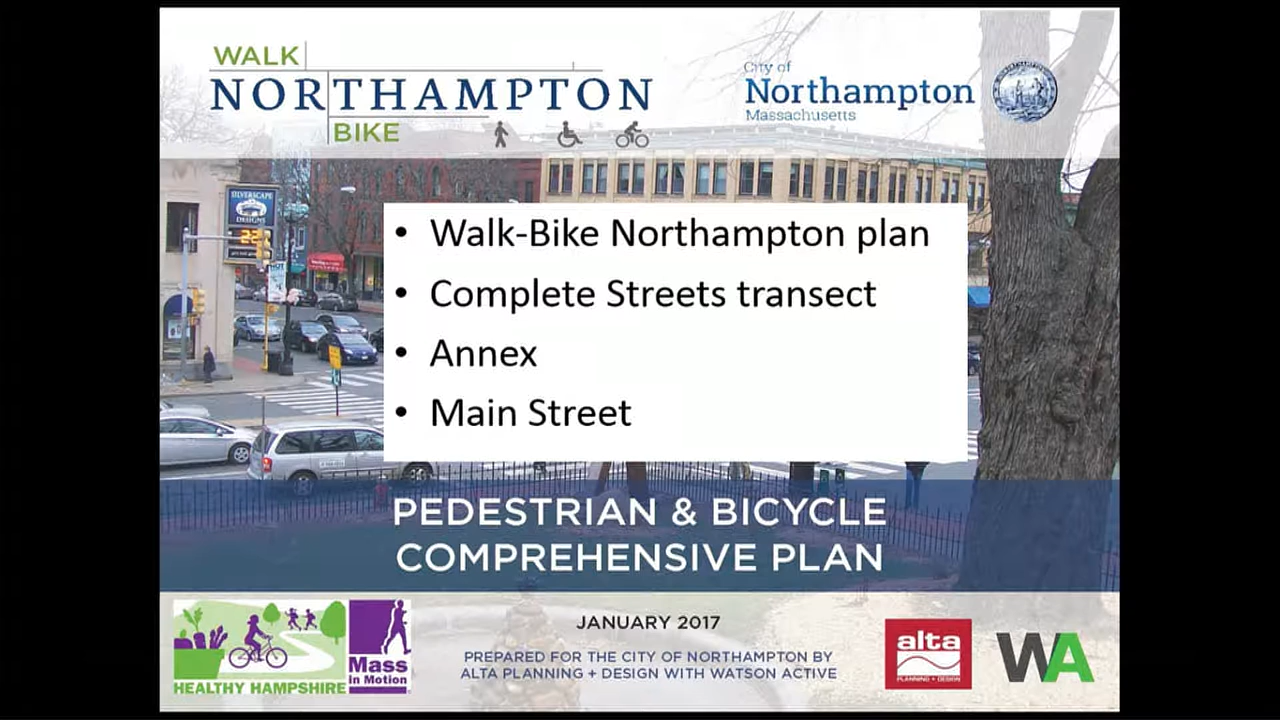 WALK
NORTHAMPTON
BIKE
City of
Northampton
Massachusetts
SILVERSCAPE
DESIGNS
• Walk-Bike Northampton plan
• Complete Streets transect
• Annex
• Main Street
PEDESTRIAN & BICYCLE
COMPREHENSIVE PLAN
JANUARY 2017
PREPARED FOR THE CITY OF NORTHAMPTON BY
ALTA PLANNING + DESIGN WITH WATSON ACTIVE
HEALTHY HAMPSHIRE
Mass
in Motion
alta
PLANNING + DESIGN
WA